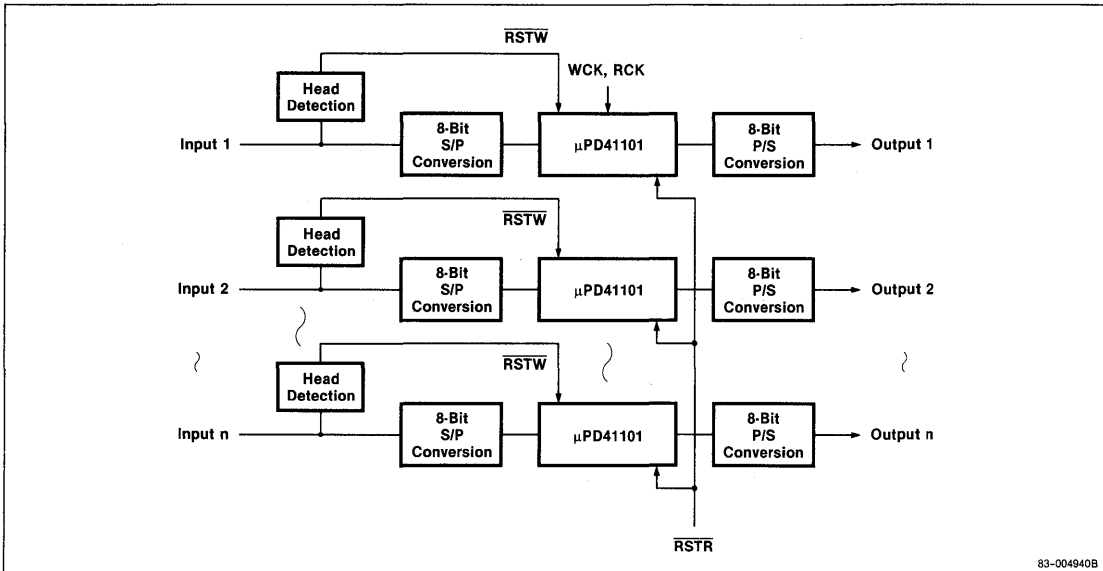 RSTW
WCK, RCK
Head
Detection
Input 1
8-Bit
S/P
Conversion
μPD41101
8-Bit
P/S
Conversion
Output 1
RSTW
Head
Detection
Input 2
8-Bit
S/P
Conversion
μPD41101
8-Bit
P/S
Conversion
Output 2
RSTW
Head
Detection
Input n
8-Bit
S/P
Conversion
μPD41101
8-Bit
P/S
Conversion
Output n
RSTR
83-004940B